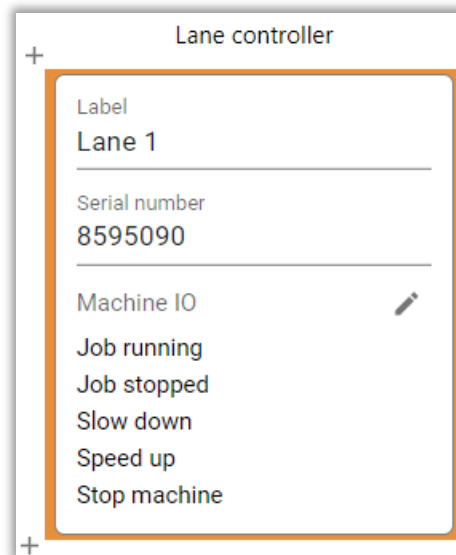 Lane controller
Label
Lane 1
Serial number
8595090
Machine IO
Job running
Job stopped
Slow down
Speed up
Stop machine